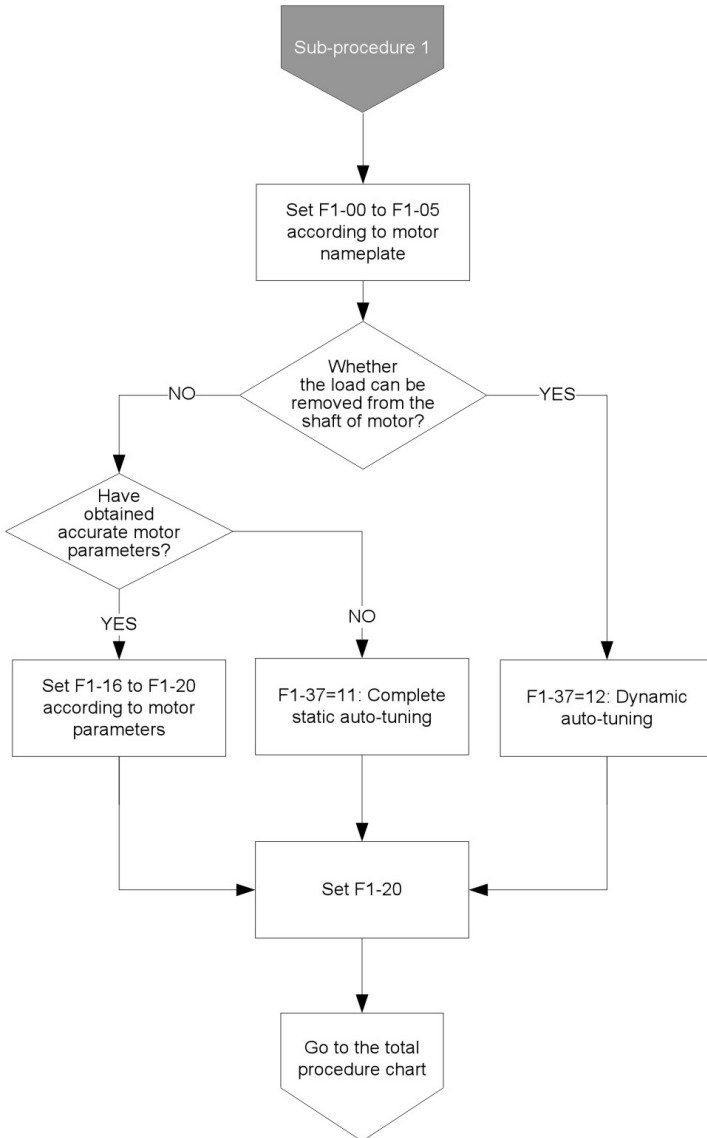 Sub-procedure 1
Set F1-00 to F1-05
according to motor
nameplate
Whether
the load can be
removed from the
shaft of motor?
NO
YES
Have
obtained
accurate motor
parameters?
YES
NO
Set F1-16 to F1-20
according to motor
parameters
F1-37=11: Complete
static auto-tuning
F1-37=12: Dynamic
auto-tuning
Set F1-20
Go to the total
procedure chart